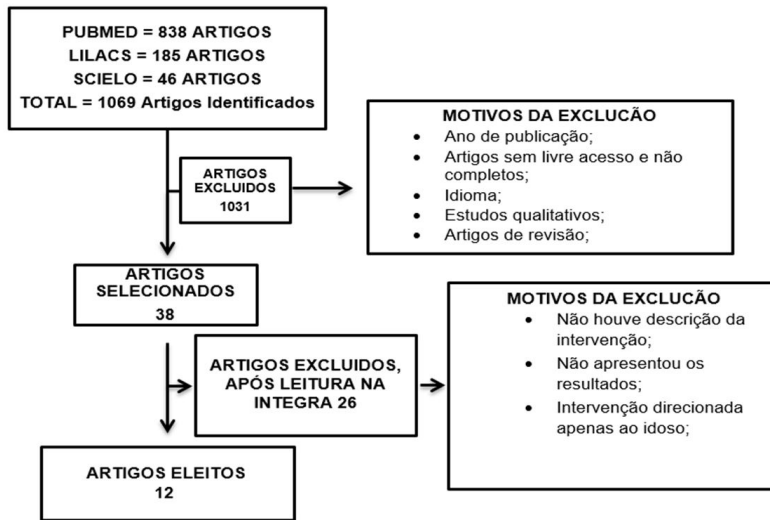 PUBMED = 838 ARTIGOS
LILACS = 185 ARTIGOS
SCIELO = 46 ARTIGOS
TOTAL = 1069 Artigos Identificados
ARTIGOS
EXCLUIDOS
1031
MOTIVOS DA EXCLUCÃO
• Ano de publicação;
• Artigos sem livre acesso e não
completos;
• Idioma;
• Estudos qualitativos;
• Artigos de revisão;
ARTIGOS
SELECIONADOS
38
ARTIGOS EXCLUIDOS,
APÓS LEITURA NA
INTEGRA 26
MOTIVOS DA EXCLUCÃO
• Não houve descrição da
intervenção;
• Não apresentou os
resultados;
• Intervenção direcionada
apenas ao idoso;
ARTIGOS ELEITOS
12